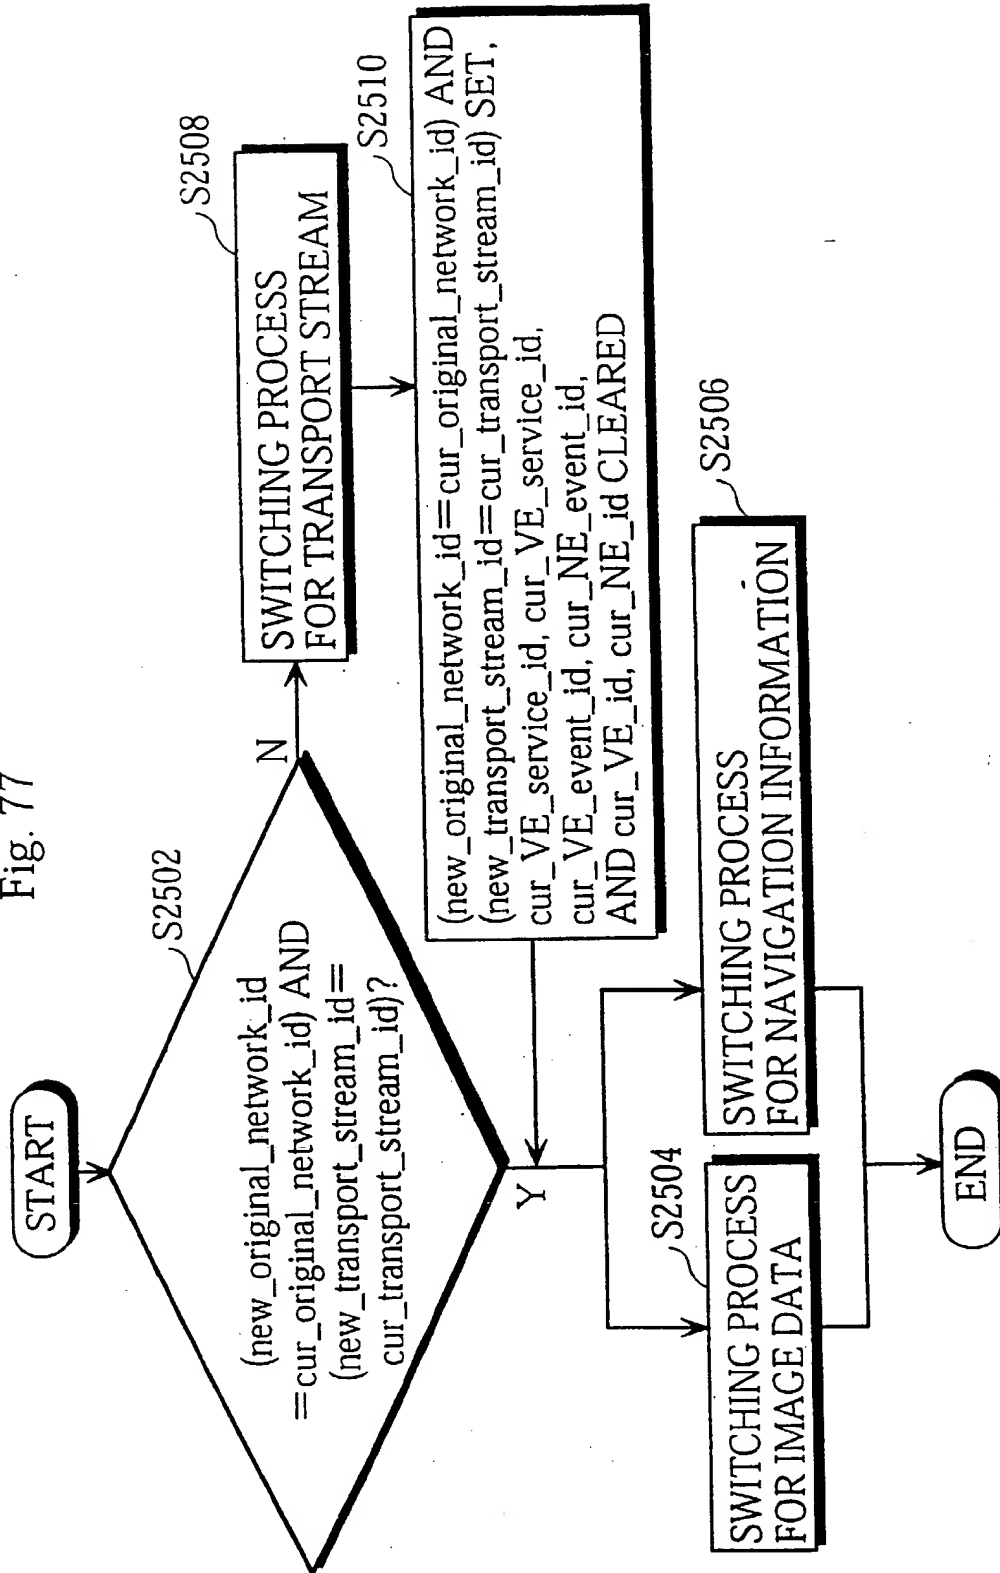 Fig. 77
START
S2502
(new_original_network_id
=cur_original_network_id) AND
(new_transport_stream_id=
cur_transport_stream_id)?
N
S2508
SWITCHING PROCESS
FOR TRANSPORT STREAM
S2510
(new_original_network_id=cur_original_network_id) AND
(new_transport_stream_id=cur_transport_stream_id) SET,
cur_VE_service_id, cur_VE_service_id,
cur_VE_event_id, cur_NE_event_id,
AND cur_VE_id, cur_NE_id CLEARED
Y
S2504
SWITCHING PROCESS
FOR IMAGE DATA
S2506
SWITCHING PROCESS
FOR NAVIGATION INFORMATION
END